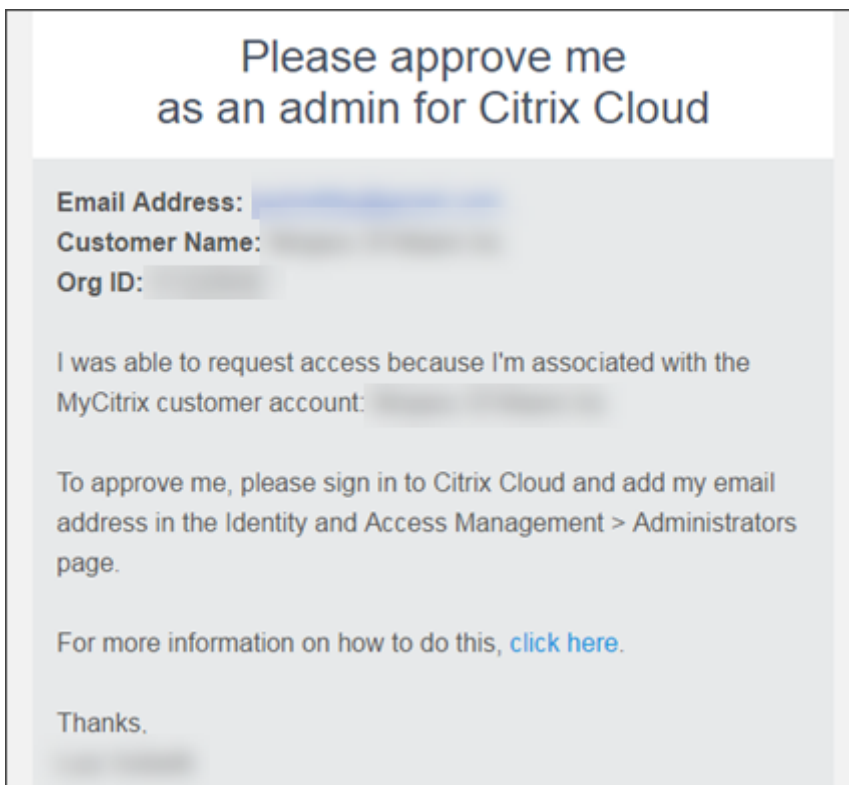 Please approve me
as an admin for Citrix Cloud
Email Address:
Customer Name:
Org ID:
I was able to request access because I'm associated with the
MyCitrix customer account:
To approve me, please sign in to Citrix Cloud and add my email
address in the Identity and Access Management > Administrators
page.
For more information on how to do this, click here.
Thanks,